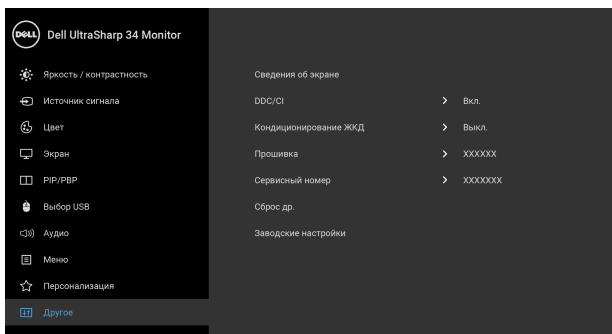 DELL Dell UltraSharp 34 Monitor
Яркость / контрастность
Сведения об экране
Источник сигнала
DDC/CI > Вкл.
Цвет
Кондиционирование ЖКД > Выкл.
Экран
Прошивка > XXXXXX
PIP/PBP
Сервисный номер > XXXXXXX
Выбор USB
Сброс др.
Аудио
Заводские настройки
Меню
Персонализация
Другое